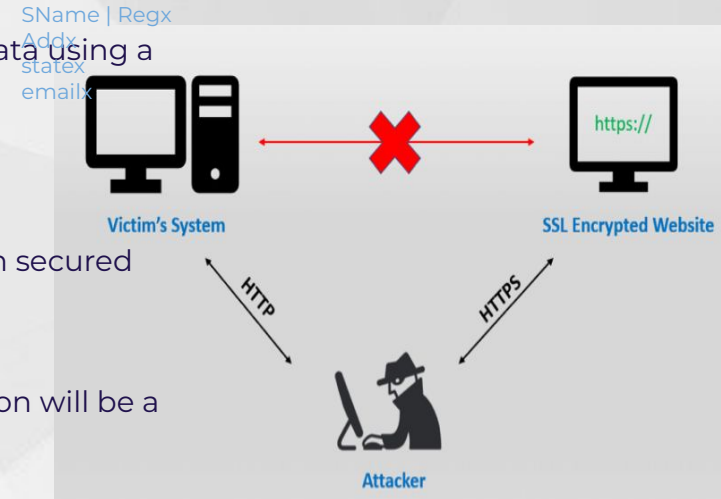 SName | Regx
Addx
statex
emailx
ata using a
n secured
on will be a
https://
Victim's System
SSL Encrypted Website
HTTP
HTTPS
Attacker